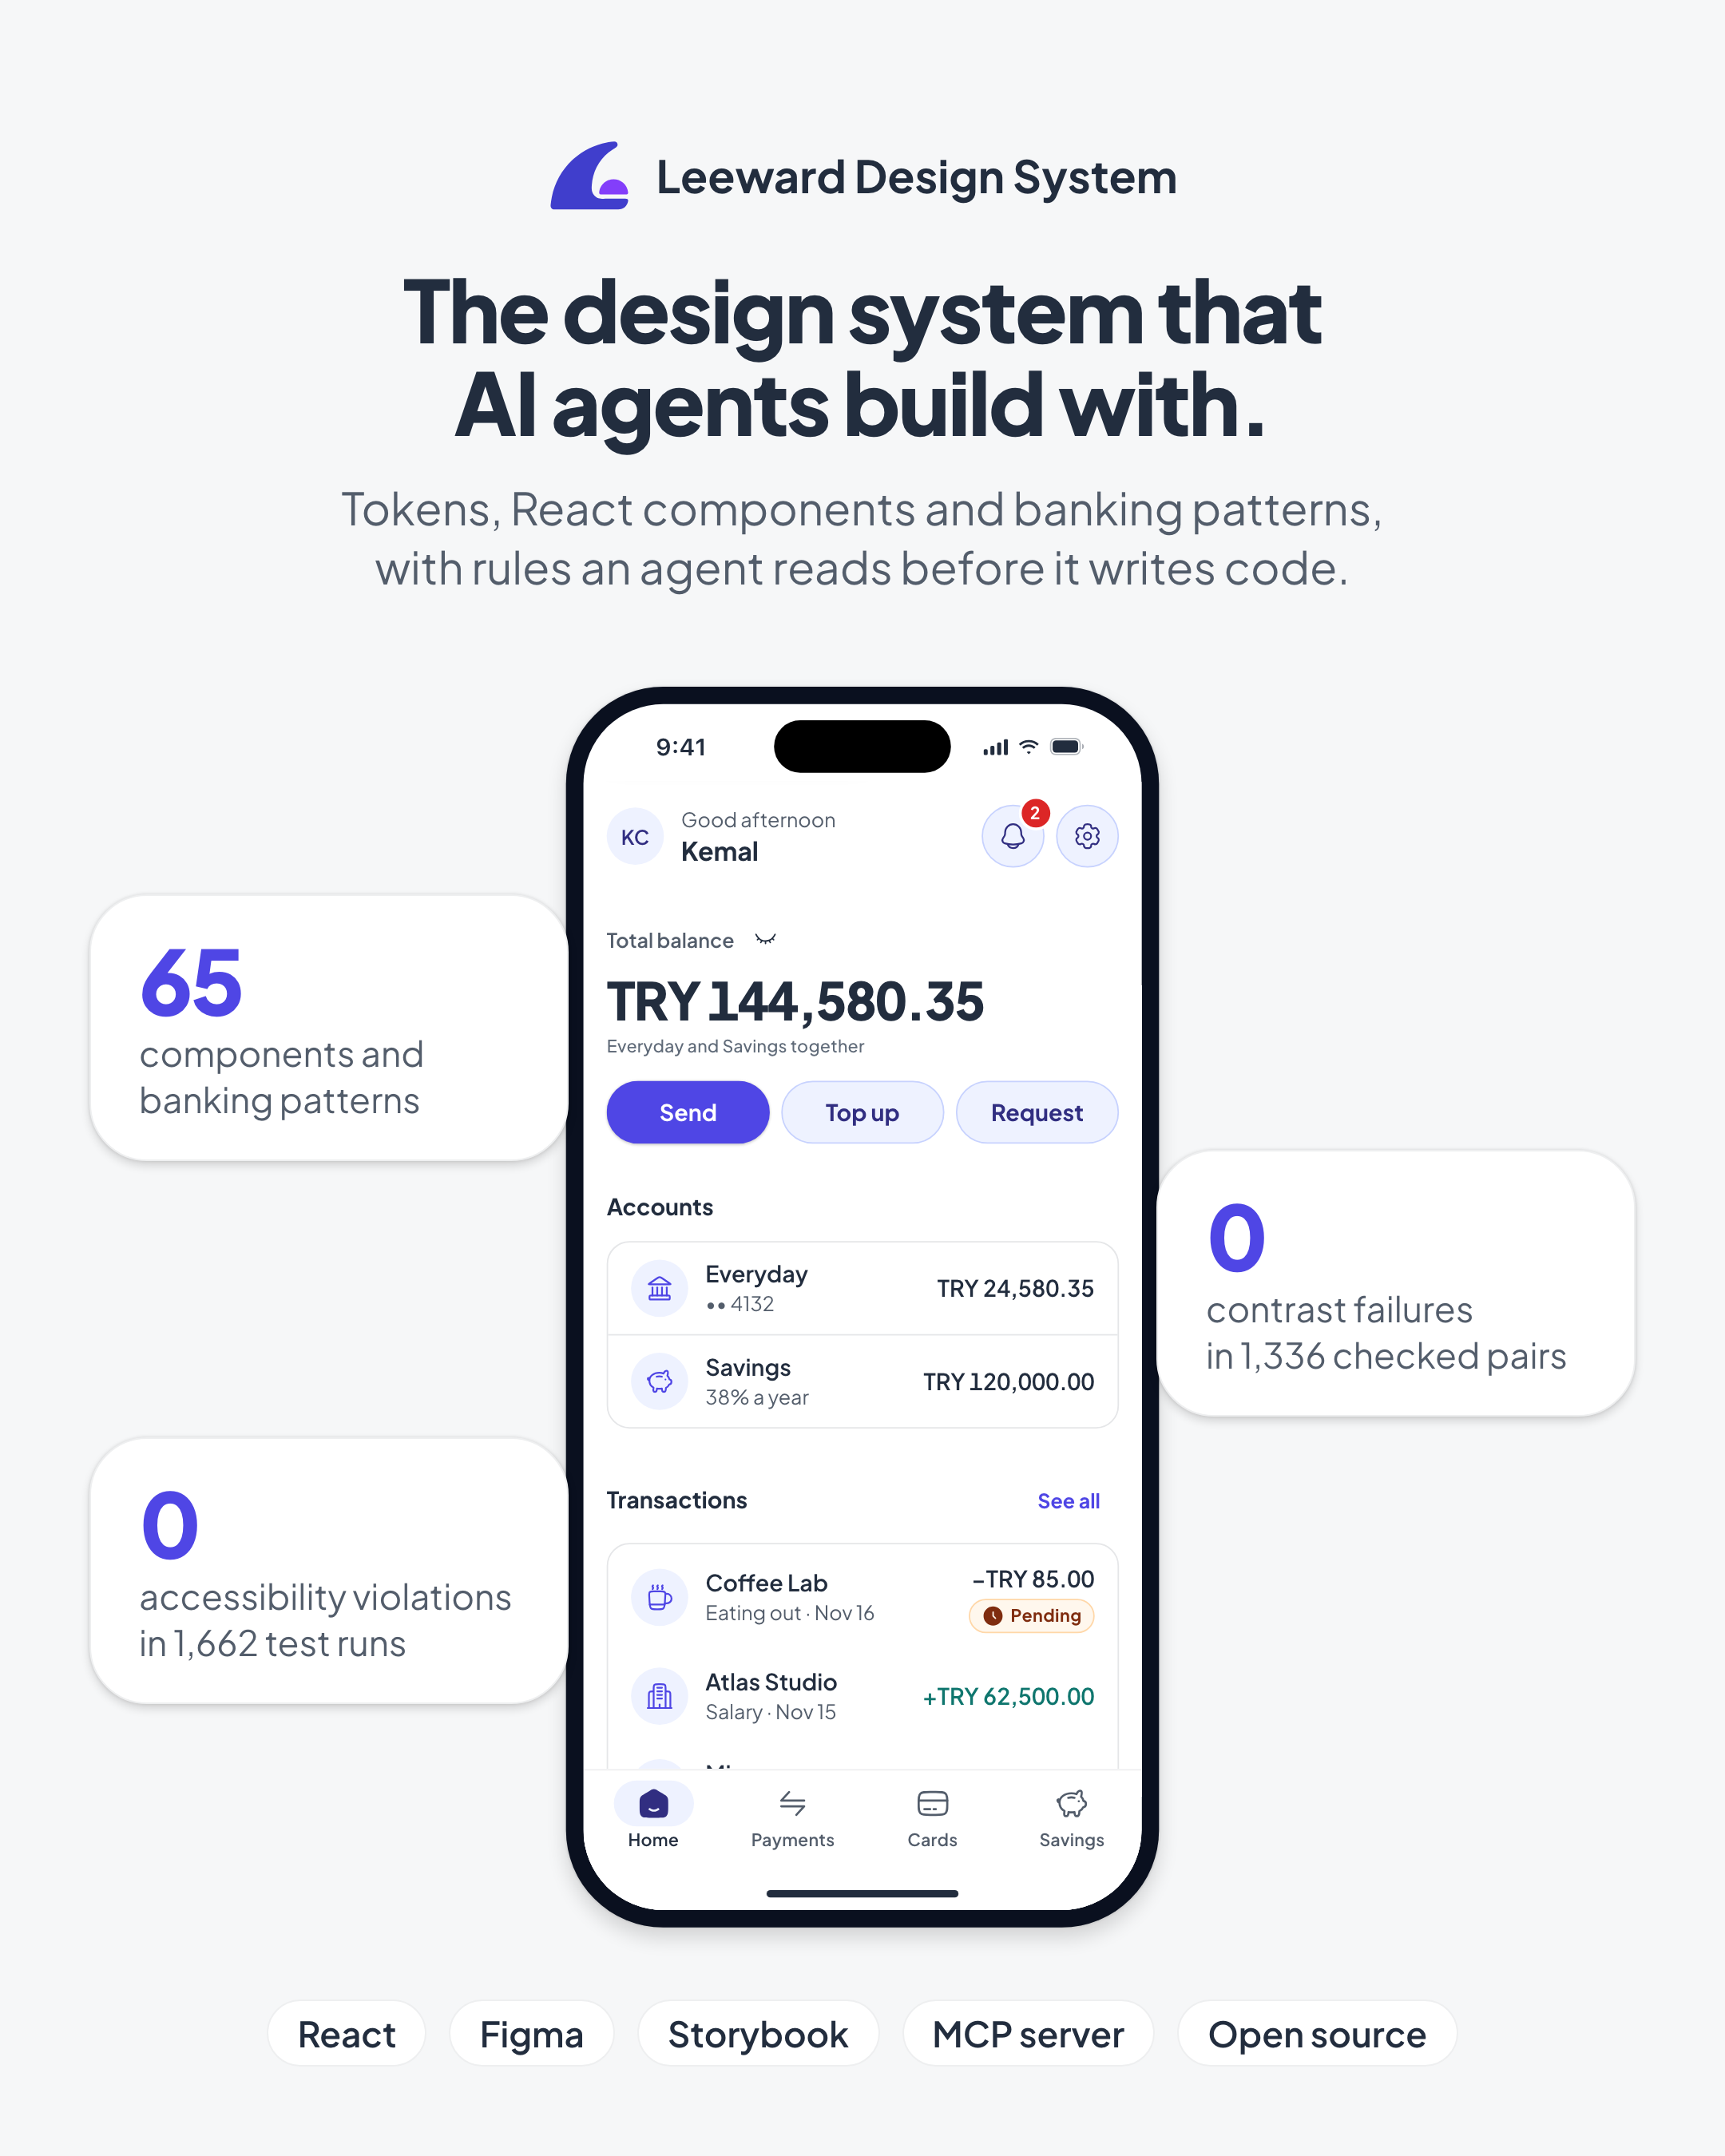 Leeward Design System
The design system that
AI agents build with.
Tokens, React components and banking patterns,
with rules an agent reads before it writes code.
9:41
KC
Good afternoon
Kemal
2
Total balance
TRY 144,580.35
Everyday and Savings together
Send
Top up
Request
65
components and
banking patterns
Accounts
Everyday
•• 4132
TRY 24,580.35
Savings
38% a year
TRY 120,000.00
0
contrast failures
in 1,336 checked pairs
0
accessibility violations
in 1,662 test runs
Transactions
See all
Coffee Lab
Eating out · Nov 16
−TRY 85.00
Pending
Atlas Studio
Salary · Nov 15
+TRY 62,500.00
Home
Payments
Cards
Savings
React
Figma
Storybook
MCP server
Open source